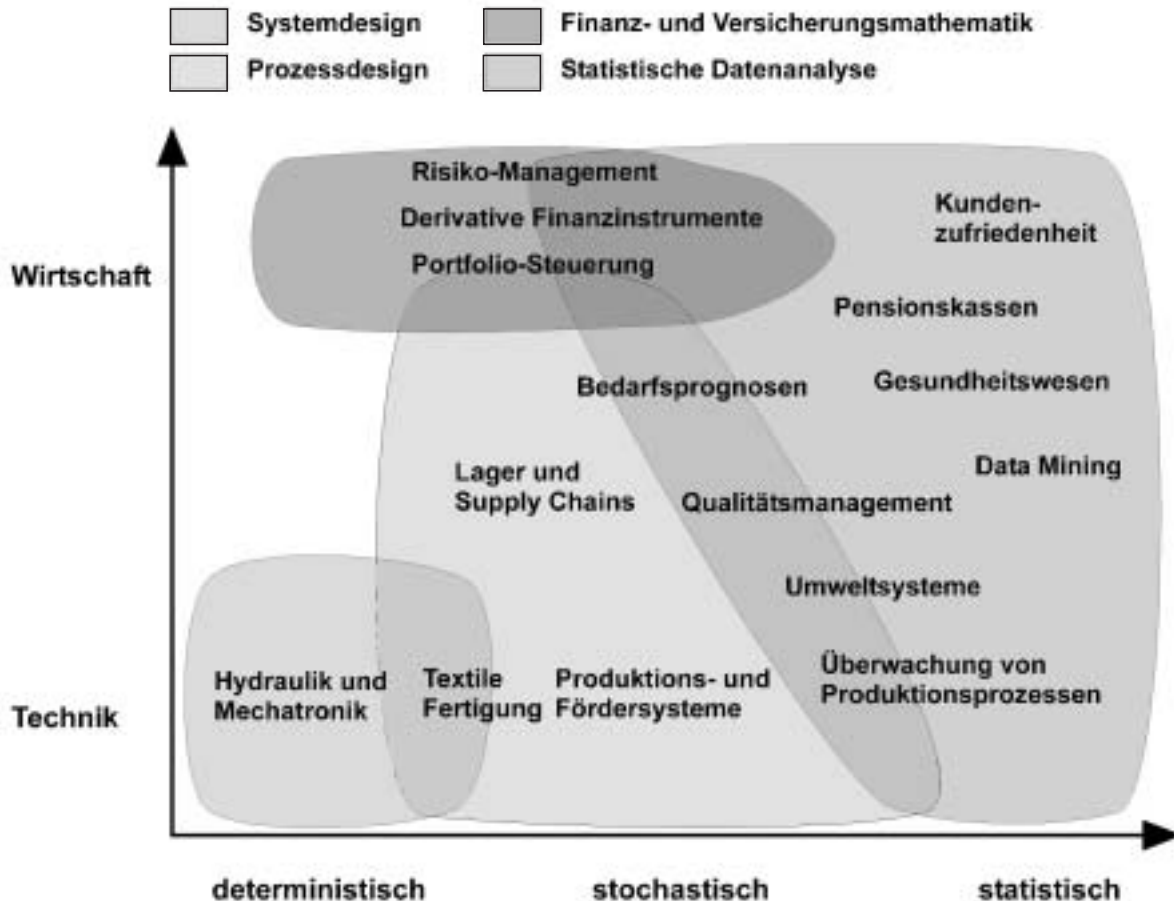 Systemdesign
Finanz- und Versicherungsmathematik
Prozessdesign
Statistische Datenanalyse
Risiko-Management
Derivative Finanzinstrumente
Portfolio-Steuerung
Kunden-
zufriedenheit
Wirtschaft
Pensionskassen
Bedarfsprognosen
Gesundheitswesen
Lager und
Supply Chains
Data Mining
Qualitätsmanagement
Umweltsysteme
Hydraulik und
Mechatronik
Textile
Fertigung
Produktions- und
Fördersysteme
Überwachung von
Produktionsprozessen
Technik
deterministisch
stochastisch
statistisch